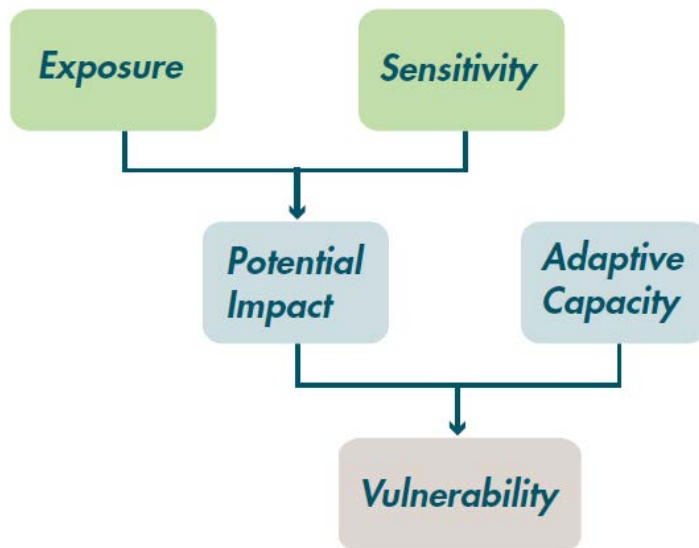 Exposure
Sensitivity
Potential
Impact
Adaptive
Capacity
Vulnerability